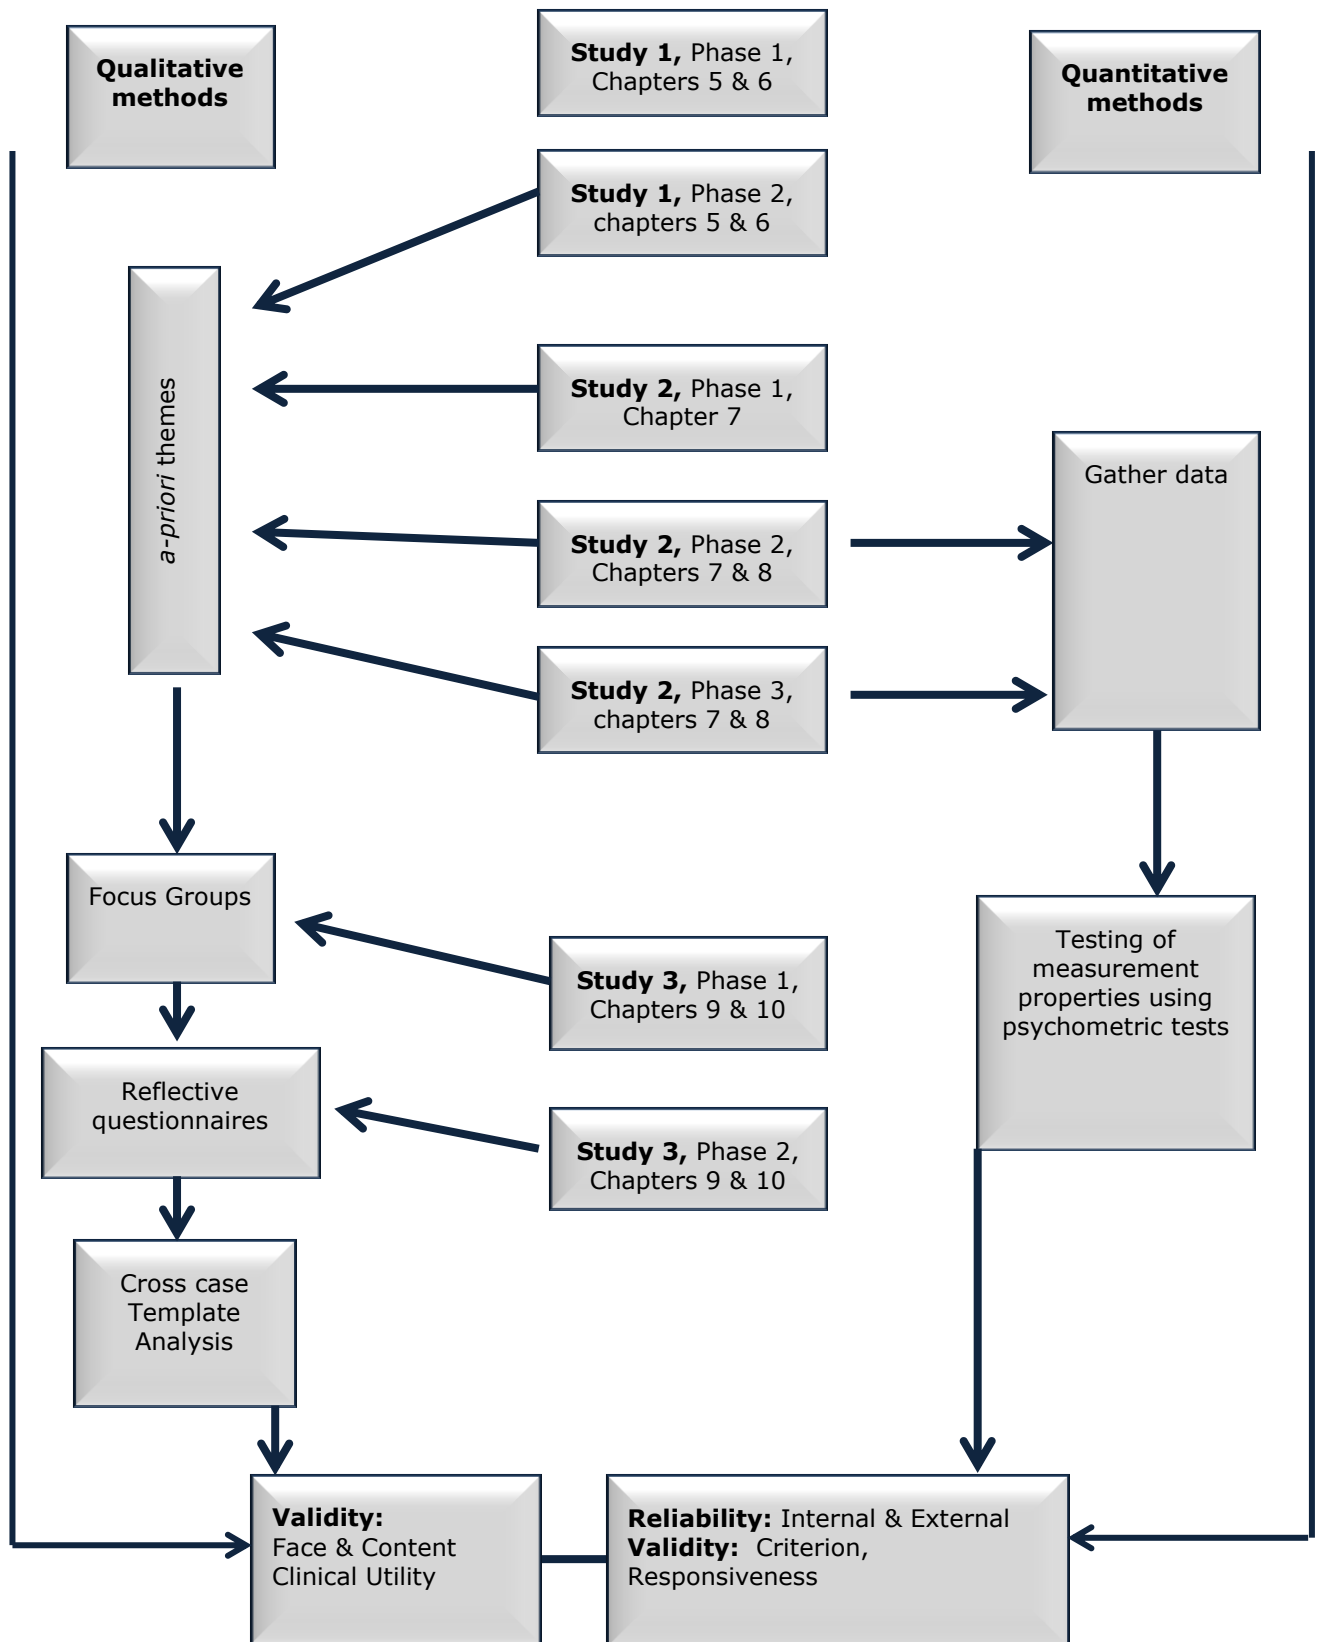 Qualitative
methods
Study 1, Phase 1,
Chapters 5 & 6
Quantitative
methods
Study 1, Phase 2,
chapters 5 & 6
a-priori themes
Study 2, Phase 1,
Chapter 7
Gather data
Study 2, Phase 2,
Chapters 7 & 8
Study 2, Phase 3,
chapters 7 & 8
Focus Groups
Study 3, Phase 1,
Chapters 9 & 10
Testing of
measurement
properties using
psychometric tests
Reflective
questionnaires
Study 3, Phase 2,
Chapters 9 & 10
Cross case
Template
Analysis
Validity:
Face & Content
Clinical Utility
Reliability: Internal & External
Validity: Criterion,
Responsiveness